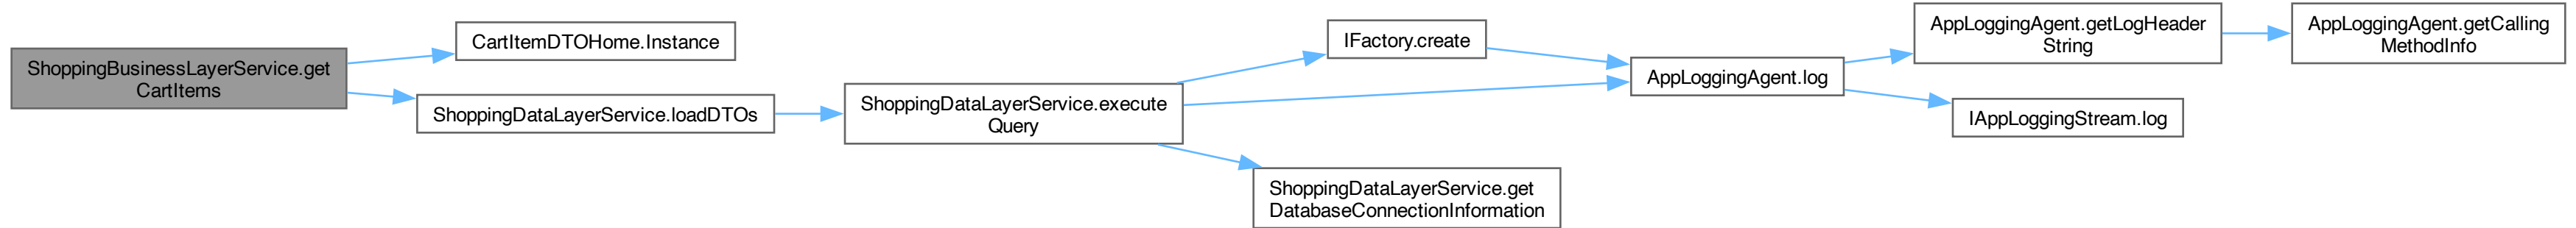 ShoppingBusinessLayerService.get
CartItems
CartItemDTOHome.Instance
ShoppingDataLayerService.loadDTOs
ShoppingDataLayerService.execute
Query
IFactory.create
ShoppingDataLayerService.get
DatabaseConnectionInformation
AppLoggingAgent.log
AppLoggingAgent.getLogHeader
String
IAppLoggingStream.log
AppLoggingAgent.getCalling
MethodInfo